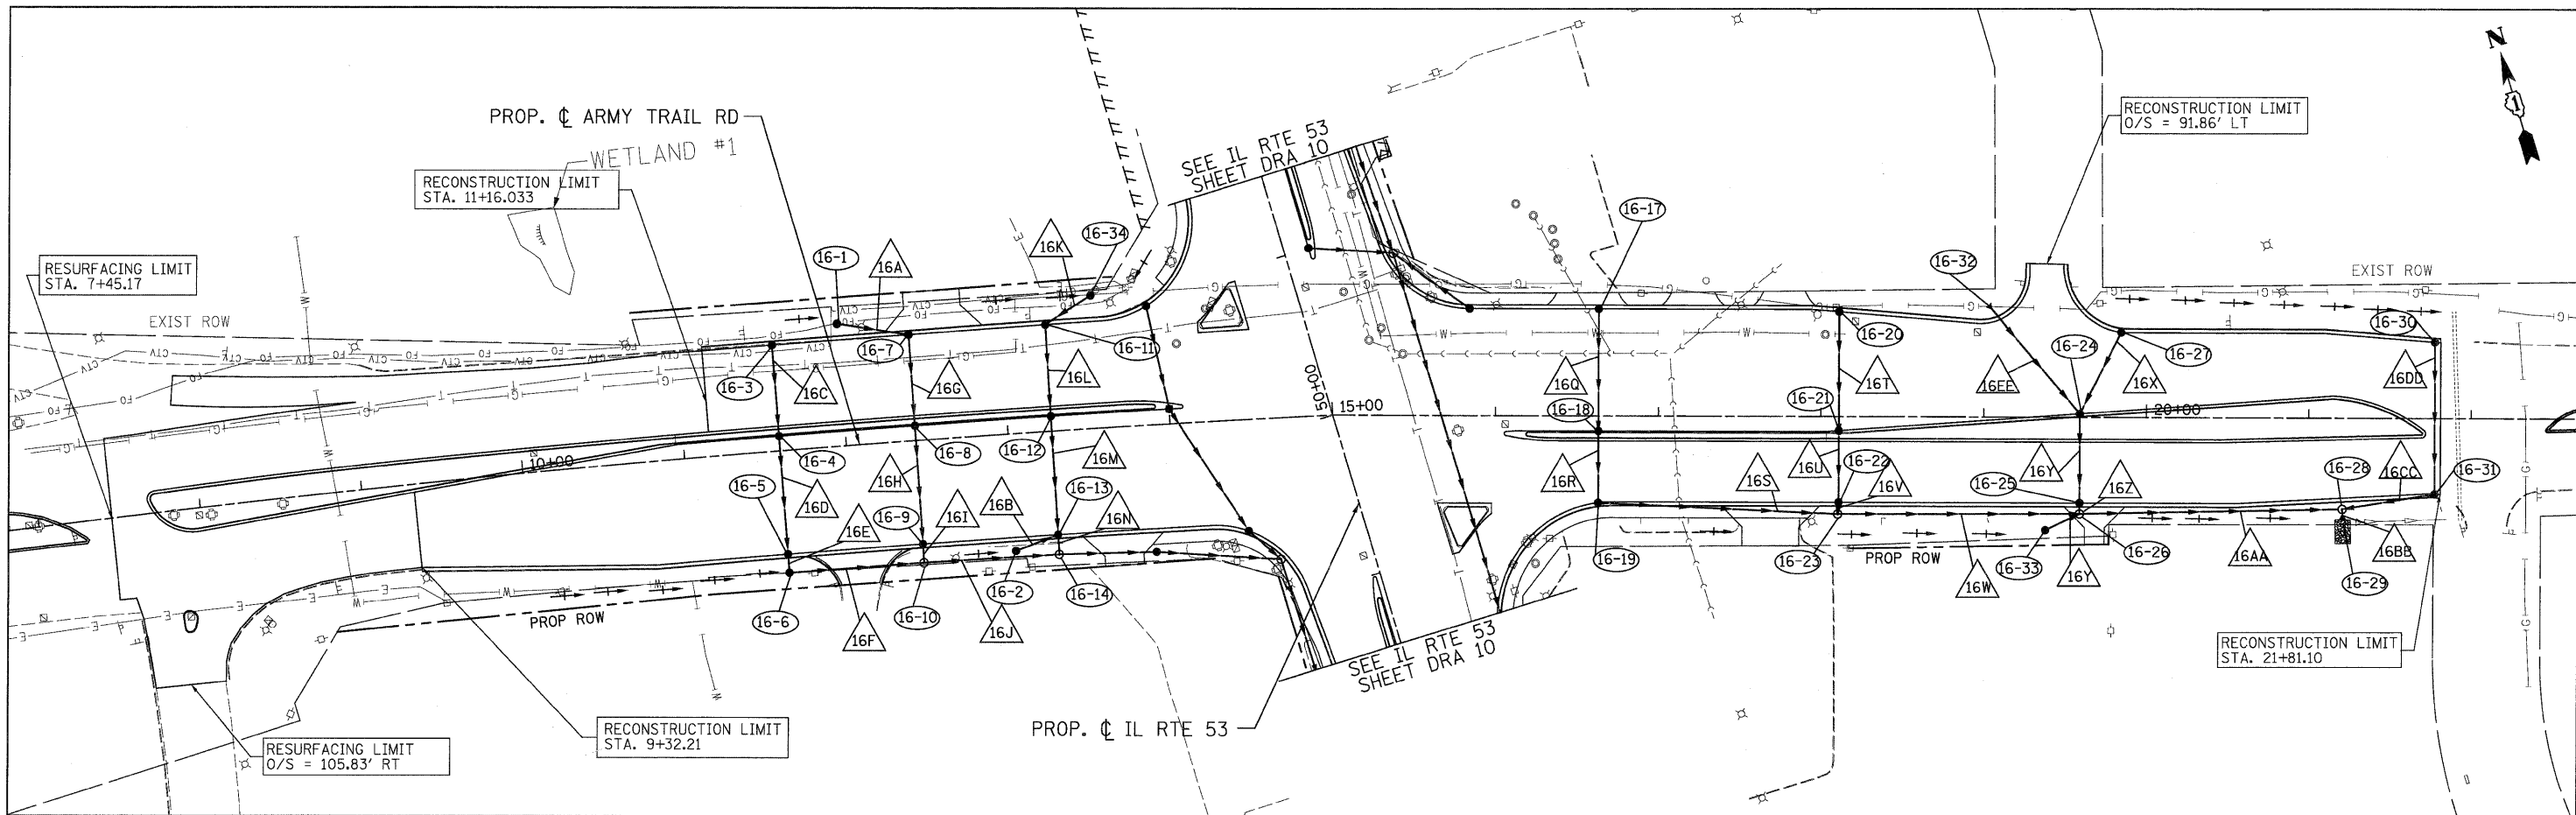 N
1
PROP. ℄ ARMY TRAIL RD
WETLAND #1
RECONSTRUCTION LIMIT
STA. 11+16.033
RESURFACING LIMIT
STA. 7+45.17
EXIST ROW
SEE IL RTE 53
SHEET DRA 10
RECONSTRUCTION LIMIT
O/S = 91.86' LT
EXIST ROW
16-1
16A
16K
16-34
16-17
16-32
16-30
16-3
16C
16-7
16G
16L
16-11
16-20
16-24
16-27
16Q
16T
16EE
16X
16DD
50+00
15+00
20+00
10+00
16-4
16-8
16-12
16M
16-18
16-21
16-5
16D
16H
16B
16-13
16R
16S
16U
16-22
16V
16Y
16-25
16Z
16-28
16CC
16-31
16E
16-9
16I
16N
16-6
16F
16-10
16J
16-2
16-14
16-19
16-23
PROP ROW
16W
16-33
16Y
16-26
16AA
16-29
16BB
PROP ROW
SEE IL RTE 53
SHEET DRA 10
PROP. ℄ IL RTE 53
RECONSTRUCTION LIMIT
STA. 9+32.21
RESURFACING LIMIT
O/S = 105.83' RT
RECONSTRUCTION LIMIT
STA. 21+81.10